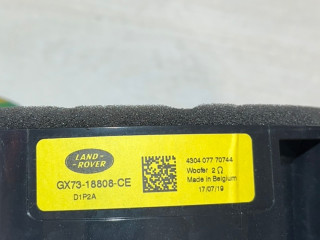 LAND-
ROVER
GX73-18808-CE
D1P2A
4304 077 70744
Woofer 2 Ω
Made in Belgium
17/07/19